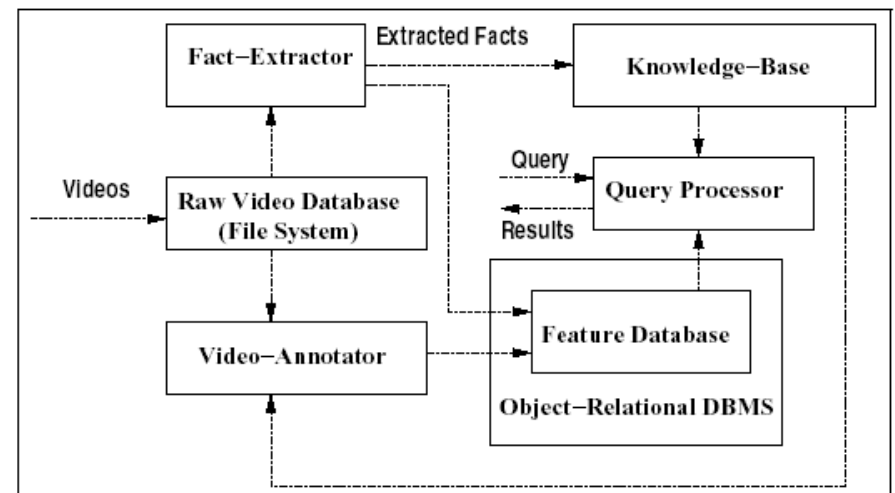 Extracted Facts
Fact−Extractor
Knowledge−Base
Videos
Raw Video Database
(File System)
Query
Query Processor
Results
Video−Annotator
Feature Database
Object−Relational DBMS